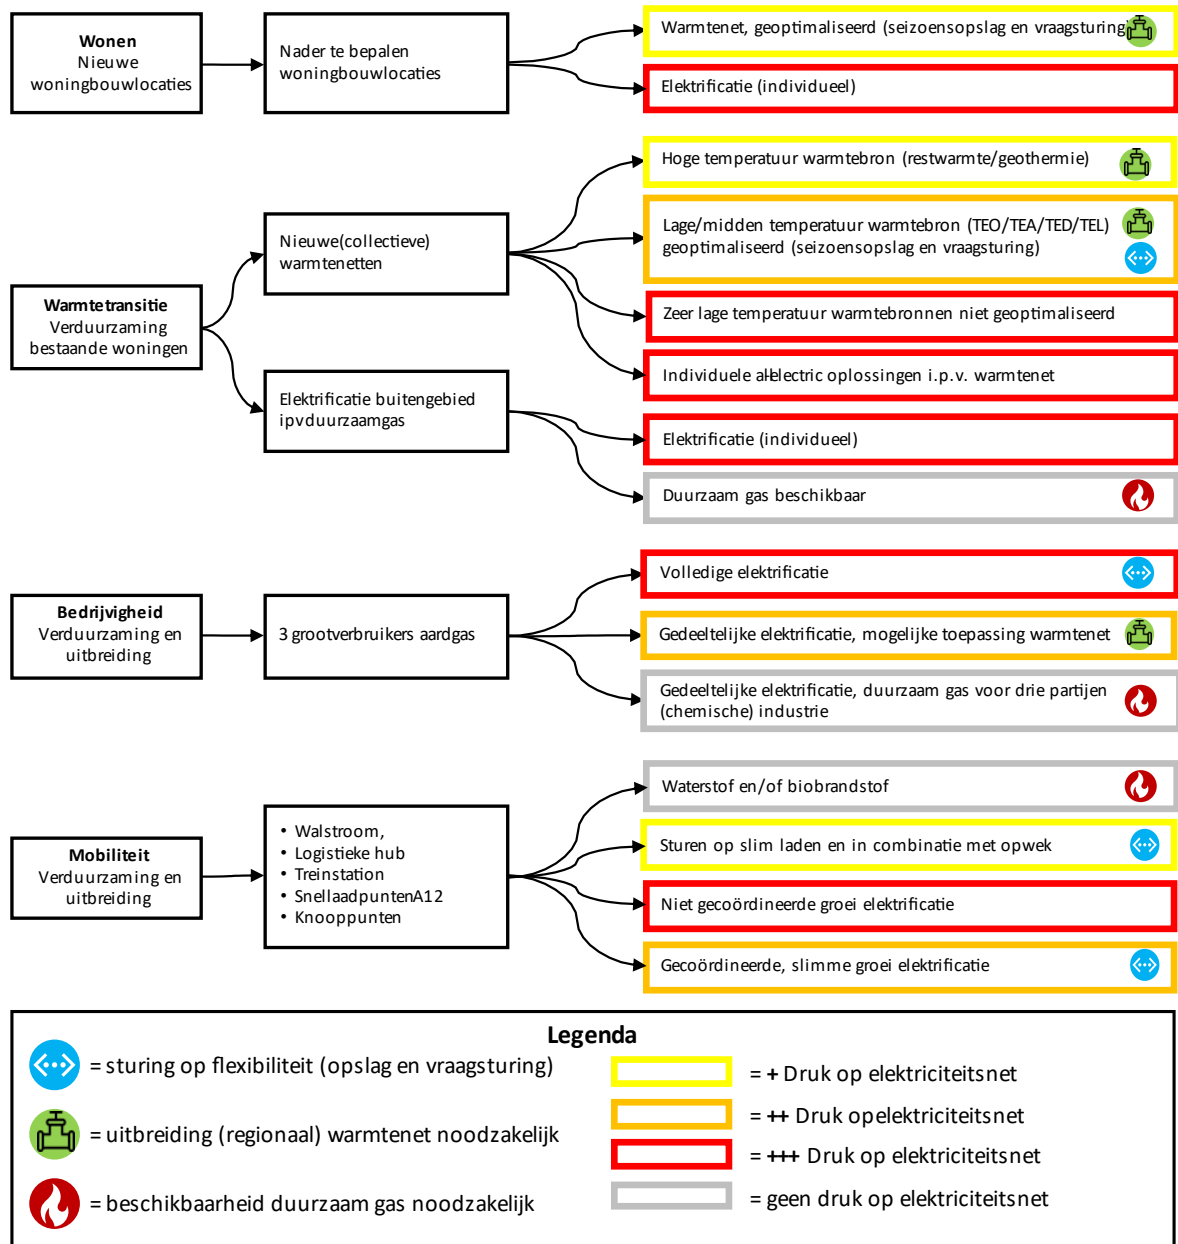 Wonen
Nieuwe
woningbouwlocaties
Nader te bepalen
woningbouwlocaties
Warmtenet, geoptimaliseerd (seizoensopslag en vraagsturing)
Elektrificatie (individueel)
Warmtetransitie
Verduurzaming
bestaande woningen
Nieuwe(collectieve)
warmtenetten
Hoge temperatuur warmtebron (restwarmte/geothermie)
Lage/midden temperatuur warmtebron (TEO/TEA/TED/TEL)
geoptimaliseerd (seizoensopslag en vraagsturing)
Zeer lage temperatuur warmtebronnen niet geoptimaliseerd
Individuele all-electric oplossingen i.p.v. warmtenet
Elektrificatie buitengebied
ipvduurzaamgas
Elektrificatie (individueel)
Duurzaam gas beschikbaar
Bedrijvigheid
Verduurzaming en
uitbreiding
3 grootverbruikers aardgas
Volledige elektrificatie
Gedeeltelijke elektrificatie, mogelijke toepassing warmtenet
Gedeeltelijke elektrificatie, duurzaam gas voor drie partijen
(chemische) industrie
Mobiliteit
Verduurzaming en
uitbreiding
• Walstroom,
• Logistieke hub
• Treinstation
• SnellaadpuntenA12
• Knooppunten
Waterstof en/of biobrandstof
Sturen op slim laden en in combinatie met opwek
Niet gecoördineerde groei elektrificatie
Gecoördineerde, slimme groei elektrificatie
Legenda
= sturing op flexibiliteit (opslag en vraagsturing)
= uitbreiding (regionaal) warmtenet noodzakelijk
= beschikbaarheid duurzaam gas noodzakelijk
= + Druk op elektriciteitsnet
= ++ Druk opelektriciteitsnet
= +++ Druk op elektriciteitsnet
= geen druk op elektriciteitsnet